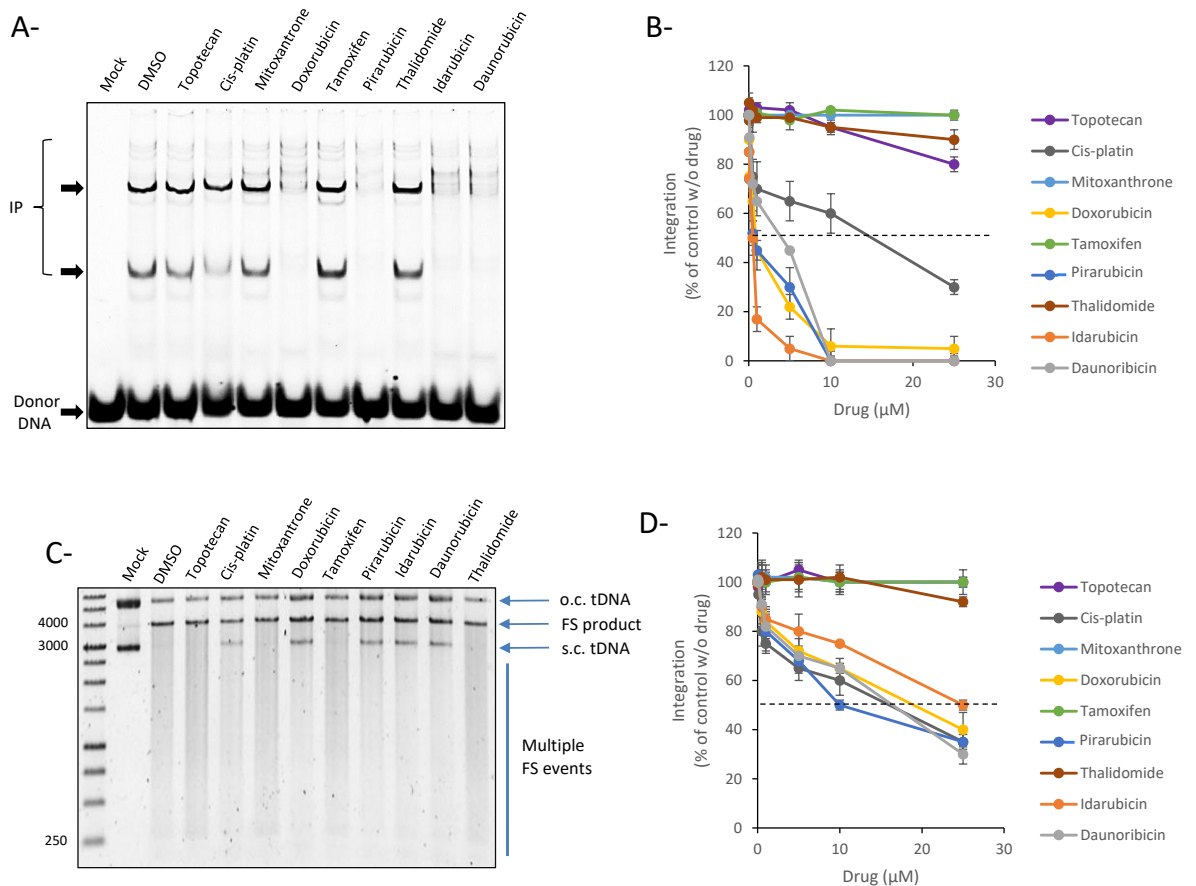 A-
Mock
DMSO
Topotecan
Cis-platin
Mitoxantrone
Doxorubicin
Tamoxifen
Pirarubicin
Thalidomide
Idarubicin
Daunorubicin
IP
Donor
DNA
B-
120
100
80
60
40
20
0
0
10
20
30
Integration
(% of control w/o drug)
Drug (µM)
Topotecan
Cis-platin
Mitoxanthrone
Doxorubicin
Tamoxifen
Pirarubicin
Thalidomide
Idarubicin
Daunoribicin
C-
Mock
DMSO
Topotecan
Cis-platin
Mitoxantrone
Doxorubicin
Tamoxifen
Pirarubicin
Idarubicin
Daunorubicin
Thalidomide
4000
3000
250
o.c. tDNA
FS product
s.c. tDNA
Multiple
FS events
D-
120
100
80
60
40
20
0
0
10
20
30
Integration
(% of control w/o drug)
Drug (µM)
Topotecan
Cis-platin
Mitoxanthrone
Doxorubicin
Tamoxifen
Pirarubicin
Thalidomide
Idarubicin
Daunoribicin